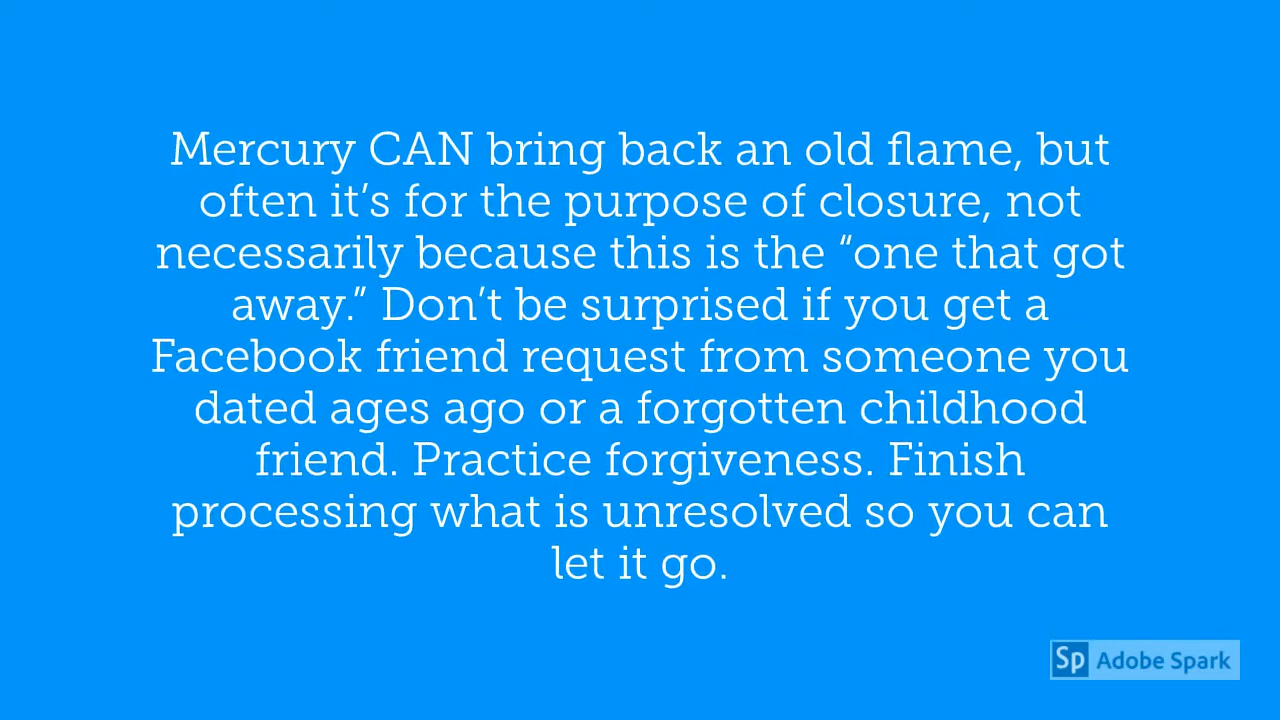 Mercury CAN bring back an old flame, but
often it’s for the purpose of closure, not
necessarily because this is the “one that got
away.” Don’t be surprised if you get a
Facebook friend request from someone you
dated ages ago or a forgotten childhood
friend. Practice forgiveness. Finish
processing what is unresolved so you can
let it go.
Sp Adobe Spark